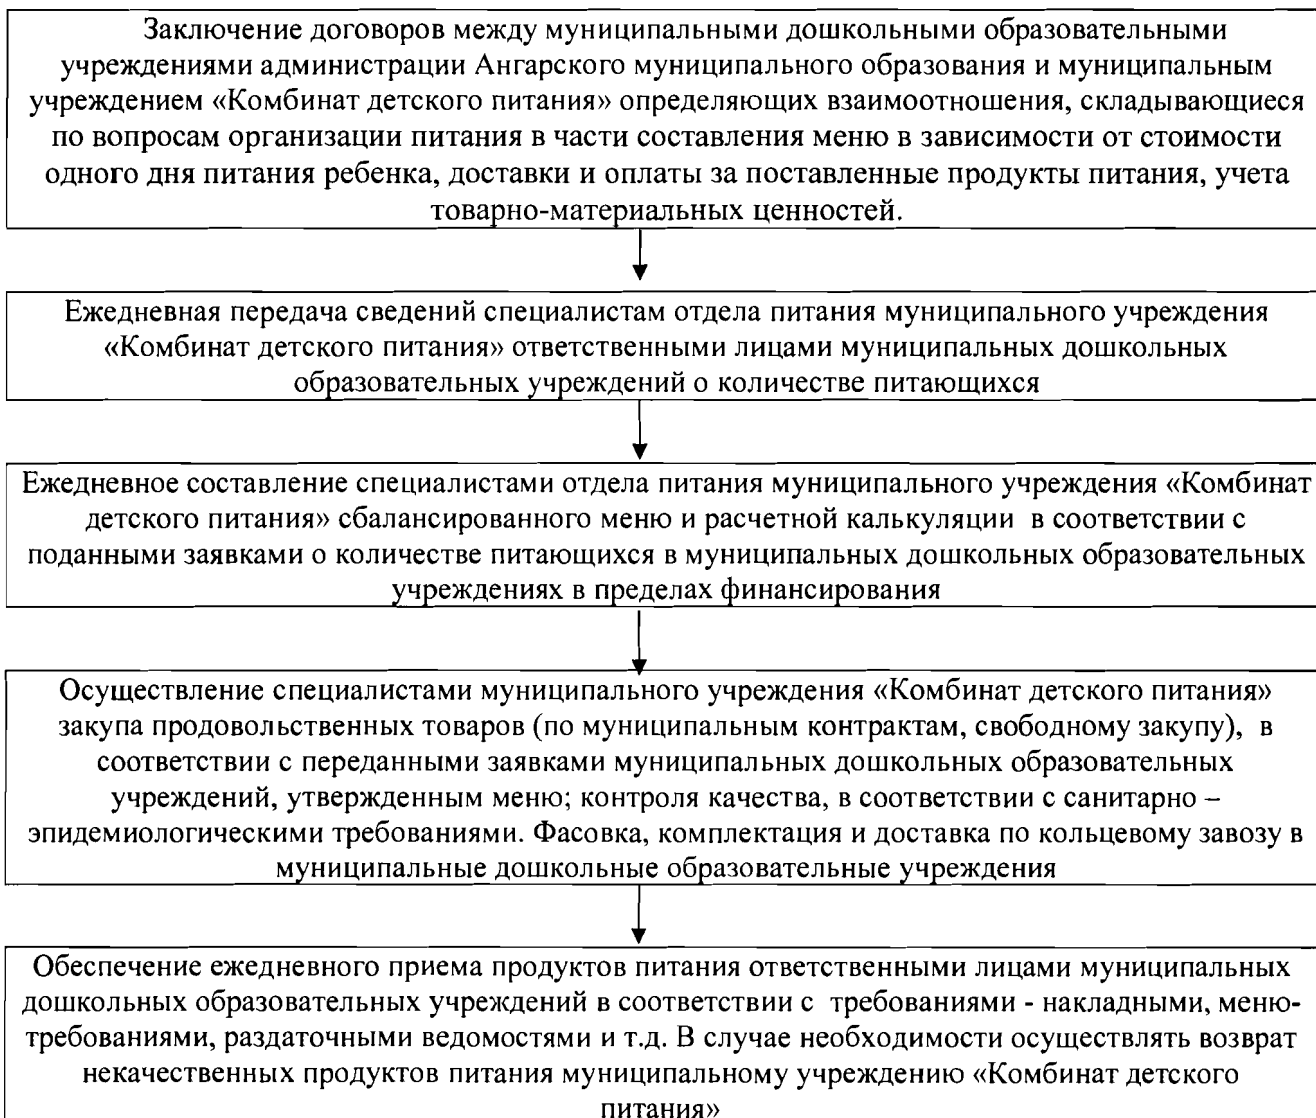 Заключение договоров между муниципальными дошкольными образовательными
учреждениями администрации Ангарского муниципального образования и муниципальным
учреждением «Комбинат детского питания» определяющих взаимоотношения, складывающиеся
по вопросам организации питания в части составления меню в зависимости от стоимости
одного дня питания ребенка, доставки и оплаты за поставленные продукты питания, учета
товарно-материальных ценностей.
Ежедневная передача сведений специалистам отдела питания муниципального учреждения
«Комбинат детского питания» ответственными лицами муниципальных дошкольных
образовательных учреждений о количестве питающихся
Ежедневное составление специалистами отдела питания муниципального учреждения «Комбинат
детского питания» сбалансированного меню и расчетной калькуляции в соответствии с
поданными заявками о количестве питающихся в муниципальных дошкольных образовательных
учреждениях в пределах финансирования
Осуществление специалистами муниципального учреждения «Комбинат детского питания»
закупа продовольственных товаров (по муниципальным контрактам, свободному закупу), в
соответствии с переданными заявками муниципальных дошкольных образовательных
учреждений, утвержденным меню; контроля качества, в соответствии с санитарно –
эпидемиологическими требованиями. Фасовка, комплектация и доставка по кольцевому завозу в
муниципальные дошкольные образовательные учреждения
Обеспечение ежедневного приема продуктов питания ответственными лицами муниципальных
дошкольных образовательных учреждений в соответствии с требованиями - накладными, меню-
требованиями, раздаточными ведомостями и т.д. В случае необходимости осуществлять возврат
некачественных продуктов питания муниципальному учреждению «Комбинат детского
питания»